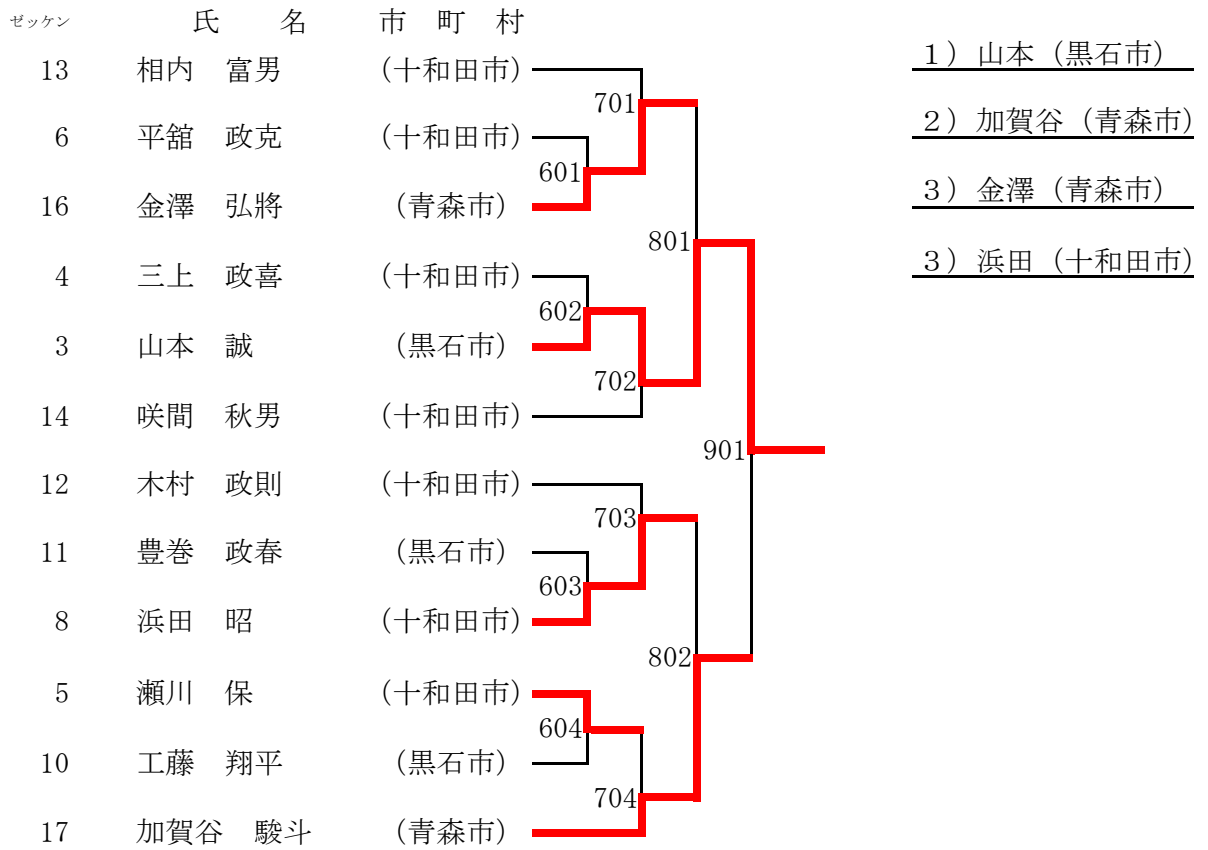 ゼッケン 氏 名 市 町 村
1）山本（黒石市）
13 相内 富男 （十和田市）
701
2）加賀谷（青森市）
6 平舘 政克 （十和田市）
601
3）金澤（青森市）
16 金澤 弘將 （青森市）
801
3）浜田（十和田市）
4 三上 政喜 （十和田市）
602
3 山本 誠 （黒石市）
702
14 咲間 秋男 （十和田市）
901
12 木村 政則 （十和田市）
703
11 豊巻 政春 （黒石市）
603
8 浜田 昭 （十和田市）
802
5 瀬川 保 （十和田市）
604
10 工藤 翔平 （黒石市）
704
17 加賀谷 駿斗 （青森市）